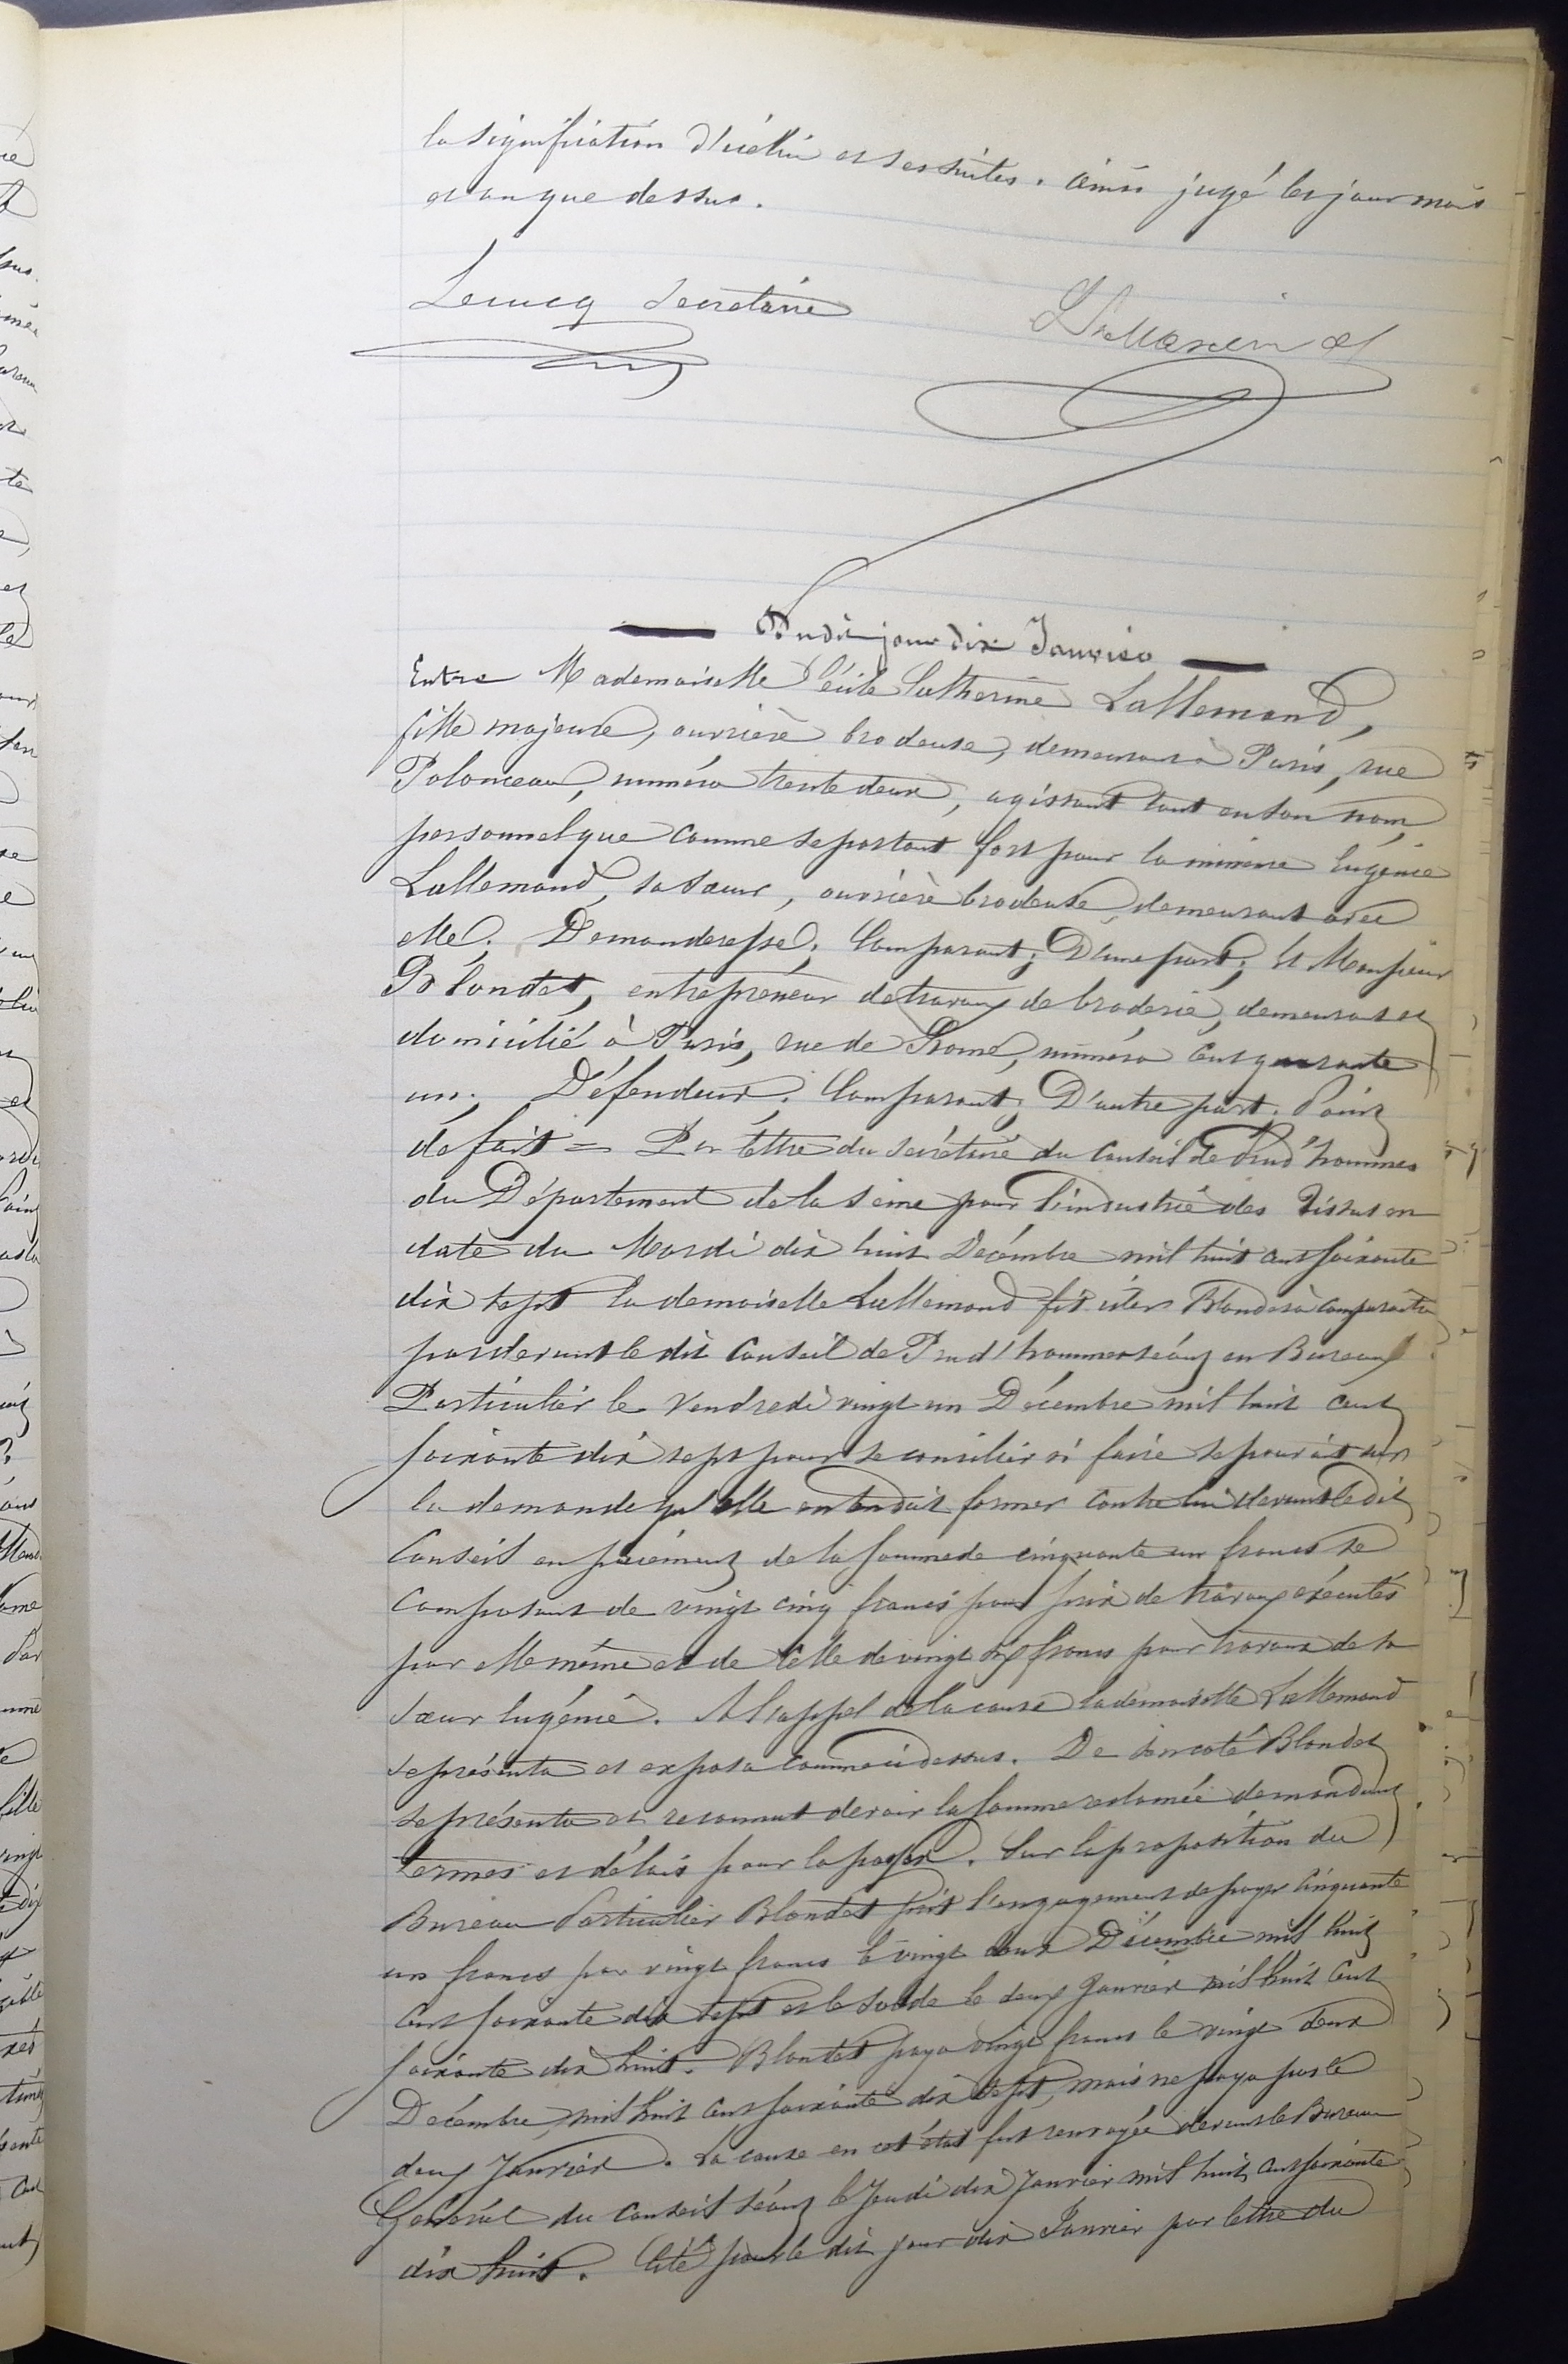 la signification d'icelui et ses suites. ainsi jugé les jour mois
et an que dessus.
Lecucq Secrétaire
Dudit jour dix Janvier
Entre Mademoiselle Cécile Catherine Lallemand,
fille majeure, ouvrière brodeuse, demeurant à Paris, rue
Polonceau, numéro trente deux, agissant tant en son nom
personnel que comme se portant fort pour la mineure Eugénie
Lallemand, sa sœur, ouvrière brodeuse, demeurant avec
elle. Demanderesse; Comparant; D'une part; Et Monsieur
Blondet, entrepreneur de travaux de broderie, demeurant et
domicilié à Paris, rue de Rome, numéro cent quarante
un. Défendeur. Comparant; D'autre part. Point
de fait = Par lettre du secrétaire du Conseil de Prud'hommes
du Département de la Seine pour l'industrie des Tissus en
date du Mardi dix huit Décembre mil huit cent soixante
dix sept la demoiselle Lallemand fit citer Blondet à comparaître
par devant le dit Conseil de Prud'hommes séant en Bureau
Particulier le Vendredi vingt un Décembre mil huit cent
soixante dix sept pour se concilier si faire se pouvait sur
la demande qu'elle entendait former contre lui devant le dit
Conseil en paiement de la somme de cinquante un francs se
composant de vingt cinq francs pour prix de travaux exécutés
par elle même et de celle de vingt six francs pour travaux de sa
sœur Eugénie. A l'appel de la cause la demoiselle Lallemand
se présenta et exposa comme ci dessus. De son coté Blondet
se présenta et reconnut devoir la somme réclamée demandant
termes et délais pour la payer. Sur la proposition du
Bureau Particulier Blondet prit l'engagement de payer Cinquante
un francs par vingt francs le vingt deux Décembre mil huit
cent soixante dix sept et le solde le deux Janvier mil huit cent
soixante dix huit. Blondet paya vingt francs le vingt deux
Décembre mil huit cent soixante dix sept, mais ne paya pas le
deux Janvier. La cause en cet état fut renvoyée devant le Bureau
Général du Conseil séant le Jeudi dix Janvier mil huit cent soixante
dix huit. Cité pour le dit jour dix Janvier par lettre du